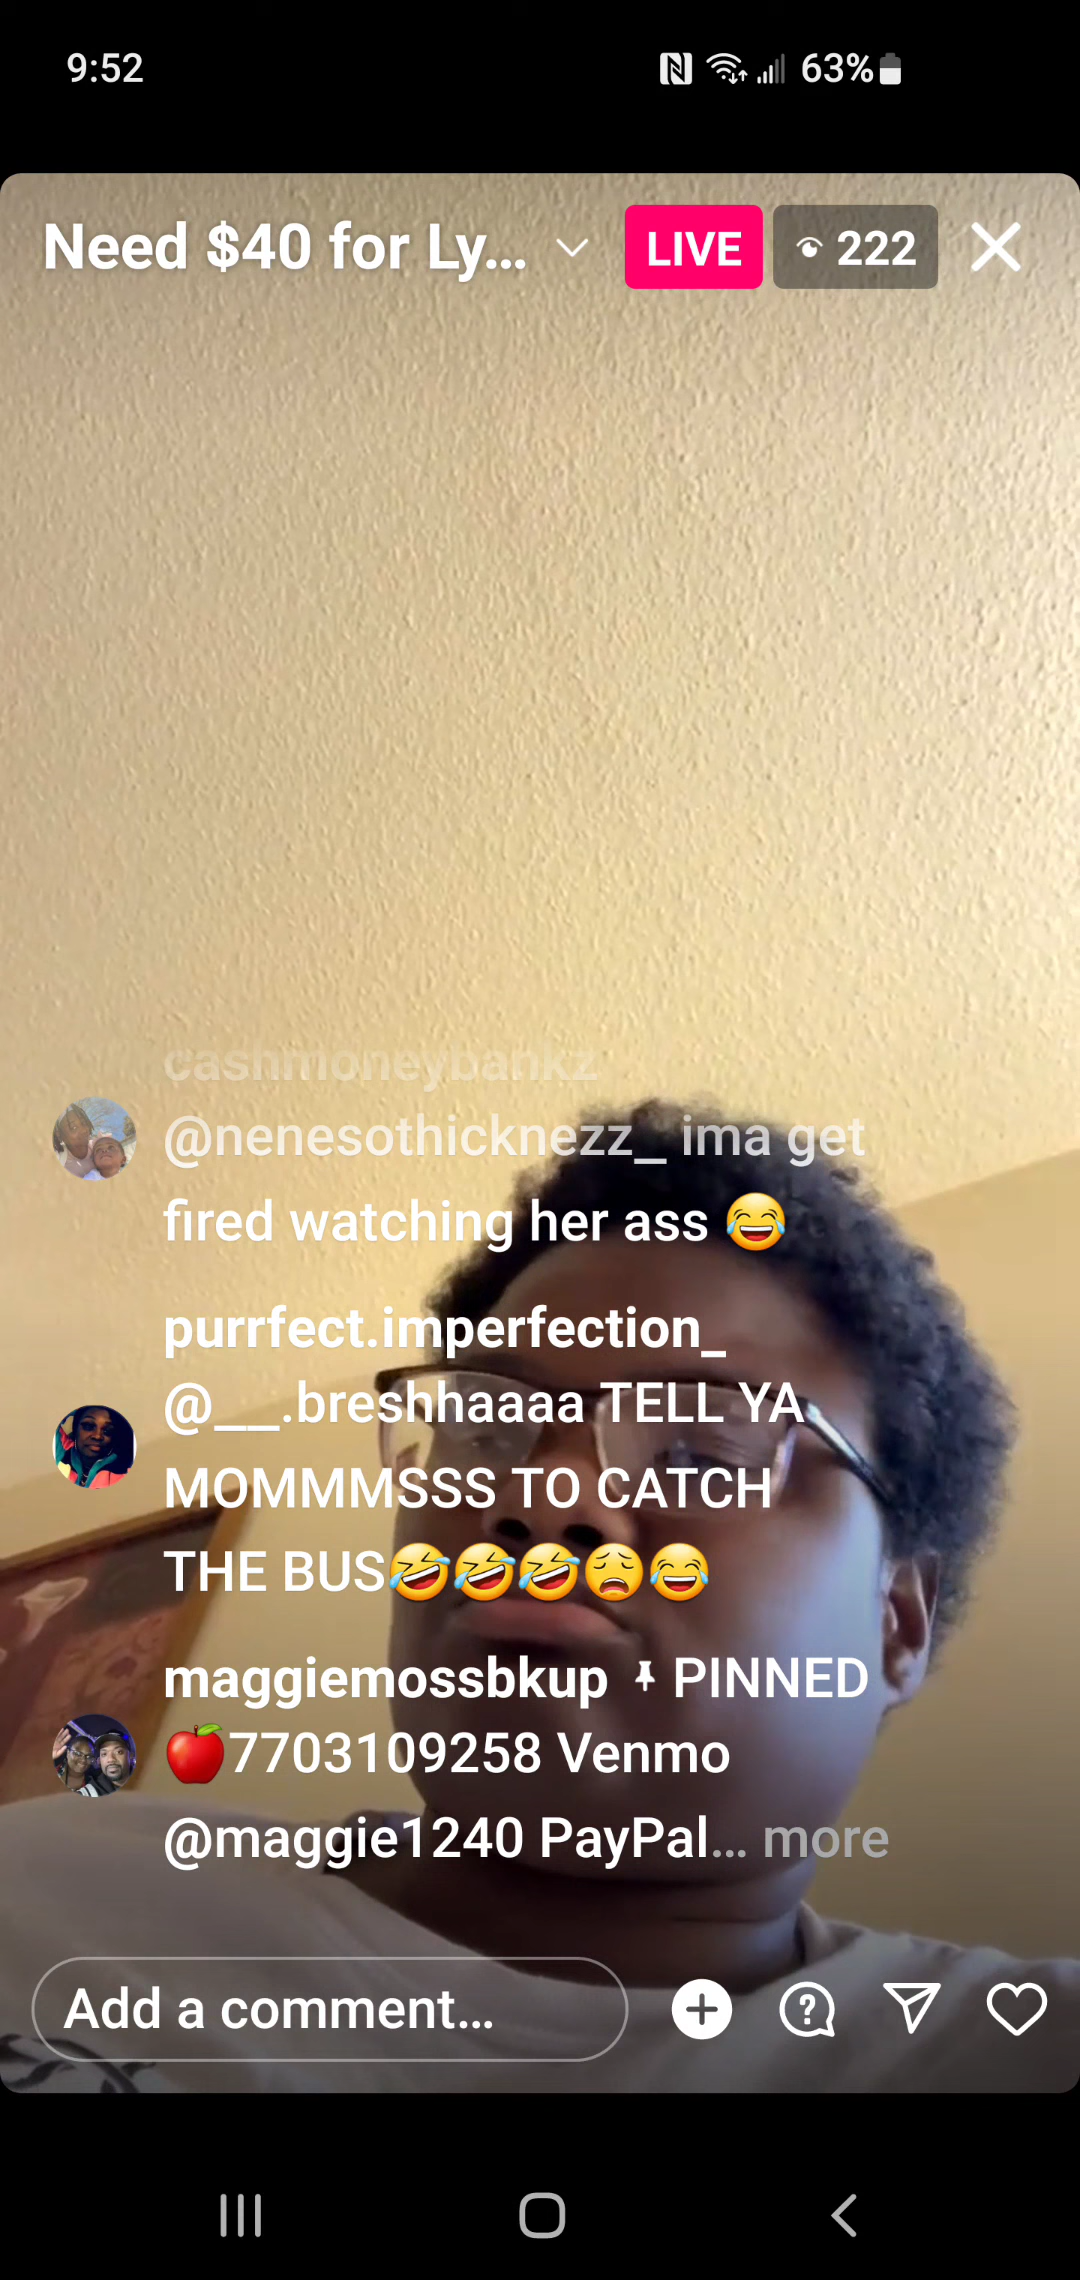 9:52
63%
Need $40 for Ly...
LIVE
222
cashmoneybankz
@nenesothicknezz_ ima get
fired watching her ass 😂
purrfect.imperfection_
@__.breshhaaaa TELL YA
MOMMMSSS TO CATCH
THE BUS🤣🤣🤣😩😂
maggiemossbkup PINNED
🍎7703109258 Venmo
@maggie1240 PayPal... more
Add a comment...